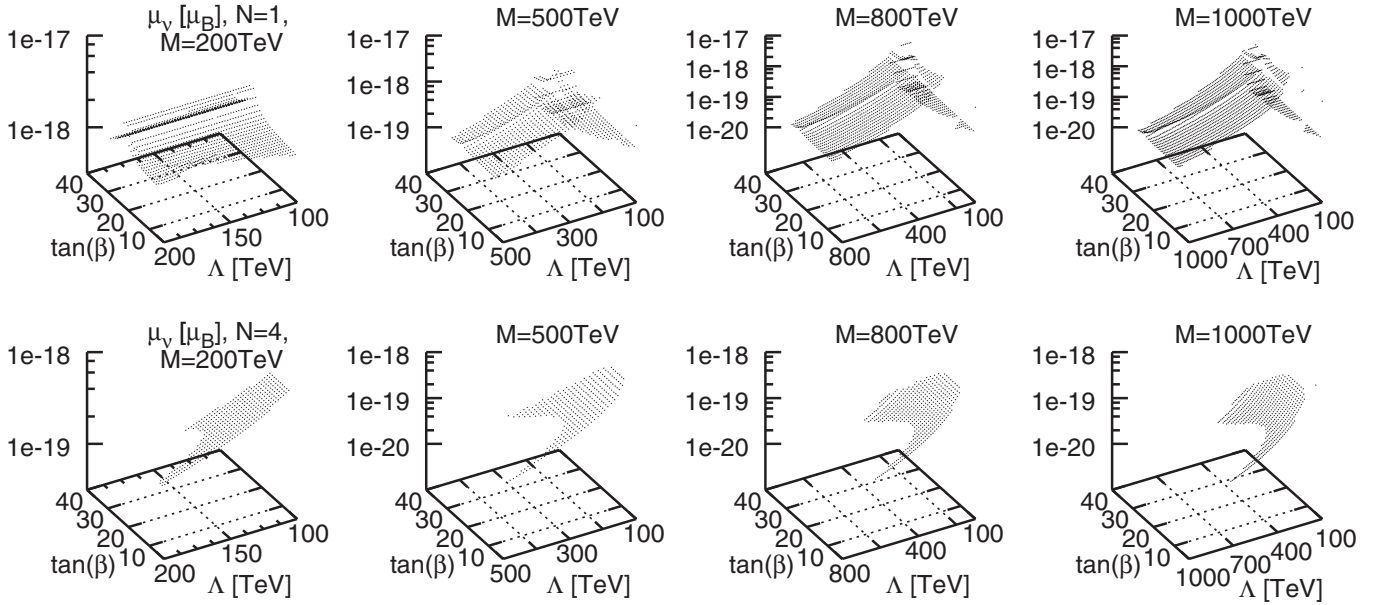 μν [μB], N=1,
M=200TeV
1e-17
1e-18
40
30
20
10
tan(β)
200
150
100
Λ [TeV]
M=500TeV
1e-17
1e-18
1e-19
40
30
20
10
tan(β)
500
300
100
Λ [TeV]
M=800TeV
1e-17
1e-18
1e-19
1e-20
40
30
20
10
tan(β)
800
400
100
Λ [TeV]
M=1000TeV
1e-17
1e-18
1e-19
1e-20
40
30
20
10
tan(β)
1000
700
400
100
Λ [TeV]
μν [μB], N=4,
M=200TeV
1e-18
1e-19
40
30
20
10
tan(β)
200
150
100
Λ [TeV]
M=500TeV
1e-18
1e-19
1e-20
40
30
20
10
tan(β)
500
300
100
Λ [TeV]
M=800TeV
1e-18
1e-19
1e-20
40
30
20
10
tan(β)
800
400
100
Λ [TeV]
M=1000TeV
1e-18
1e-19
1e-20
40
30
20
10
tan(β)
1000
700
400
100
Λ [TeV]